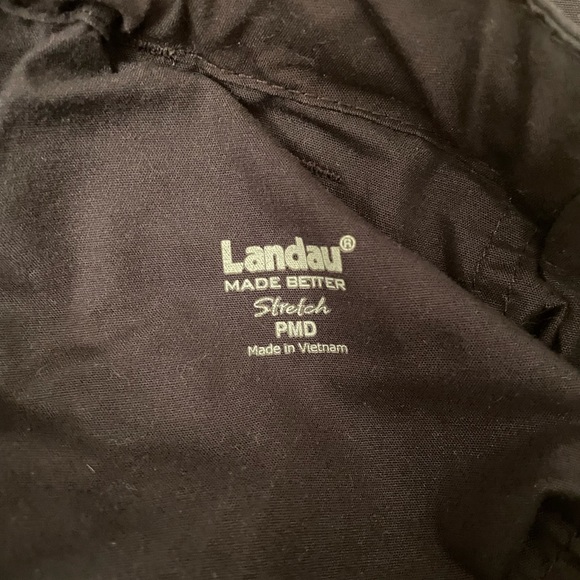 Landau®
MADE BETTER
Stretch
PMD
Made in Vietnam